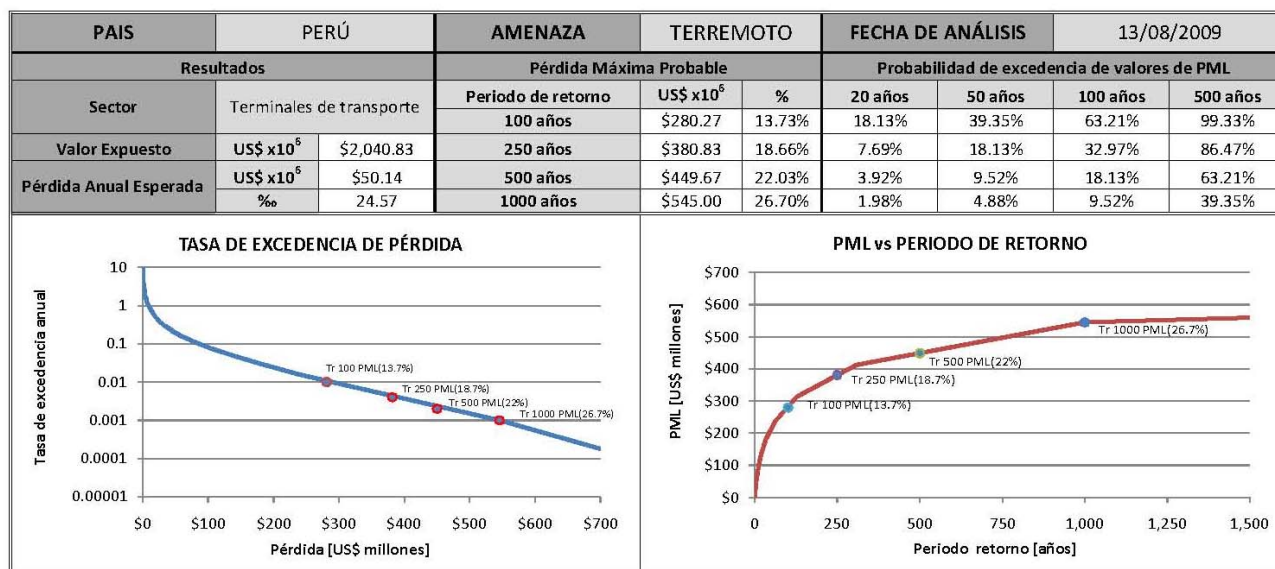 PAIS PERÚ AMENAZA TERREMOTO FECHA DE ANÁLISIS 13/08/2009
Resultados Pérdida Máxima Probable Probabilidad de excedencia de valores de PML
Sector Terminales de transporte Periodo de retorno US$ x10⁶ % 20 años 50 años 100 años 500 años
100 años $280.27 13.73% 18.13% 39.35% 63.21% 99.33%
Valor Expuesto US$ x10⁶ $2,040.83 250 años $380.83 18.66% 7.69% 18.13% 32.97% 86.47%
Pérdida Anual Esperada US$ x10⁶ $50.14 500 años $449.67 22.03% 3.92% 9.52% 18.13% 63.21%
‰ 24.57 1000 años $545.00 26.70% 1.98% 4.88% 9.52% 39.35%
TASA DE EXCEDENCIA DE PÉRDIDA
Tasa de excedencia anual
10
1
0.1
0.01
0.001
0.0001
0.00001
Tr 100 PML(13.7%)
Tr 250 PML(18.7%)
Tr 500 PML(22%)
Tr 1000 PML(26.7%)
$0 $100 $200 $300 $400 $500 $600 $700
Pérdida [US$ millones]
PML vs PERIODO DE RETORNO
PML [US$ millones]
$700
$600
$500
$400
$300
$200
$100
$0
Tr 1000 PML(26.7%)
Tr 500 PML(22%)
Tr 250 PML(18.7%)
Tr 100 PML(13.7%)
0 250 500 750 1,000 1,250 1,500
Periodo retorno [años]